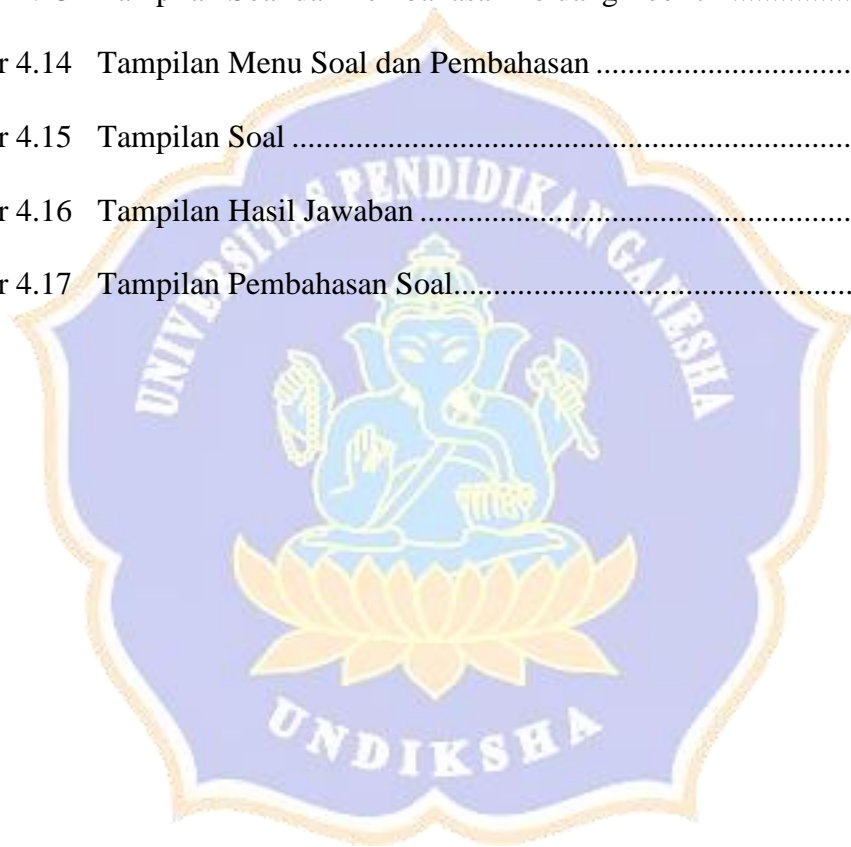 r 4.14 Tampilan Menu Soal dan Pembahasan ................................
r 4.15 Tampilan Soal ......................................................................
r 4.16 Tampilan Hasil Jawaban ......................................................
r 4.17 Tampilan Pembahasan Soal..................................................
UNIVERSITAS PENDIDIKAN GANESHA
UNDIKSHA